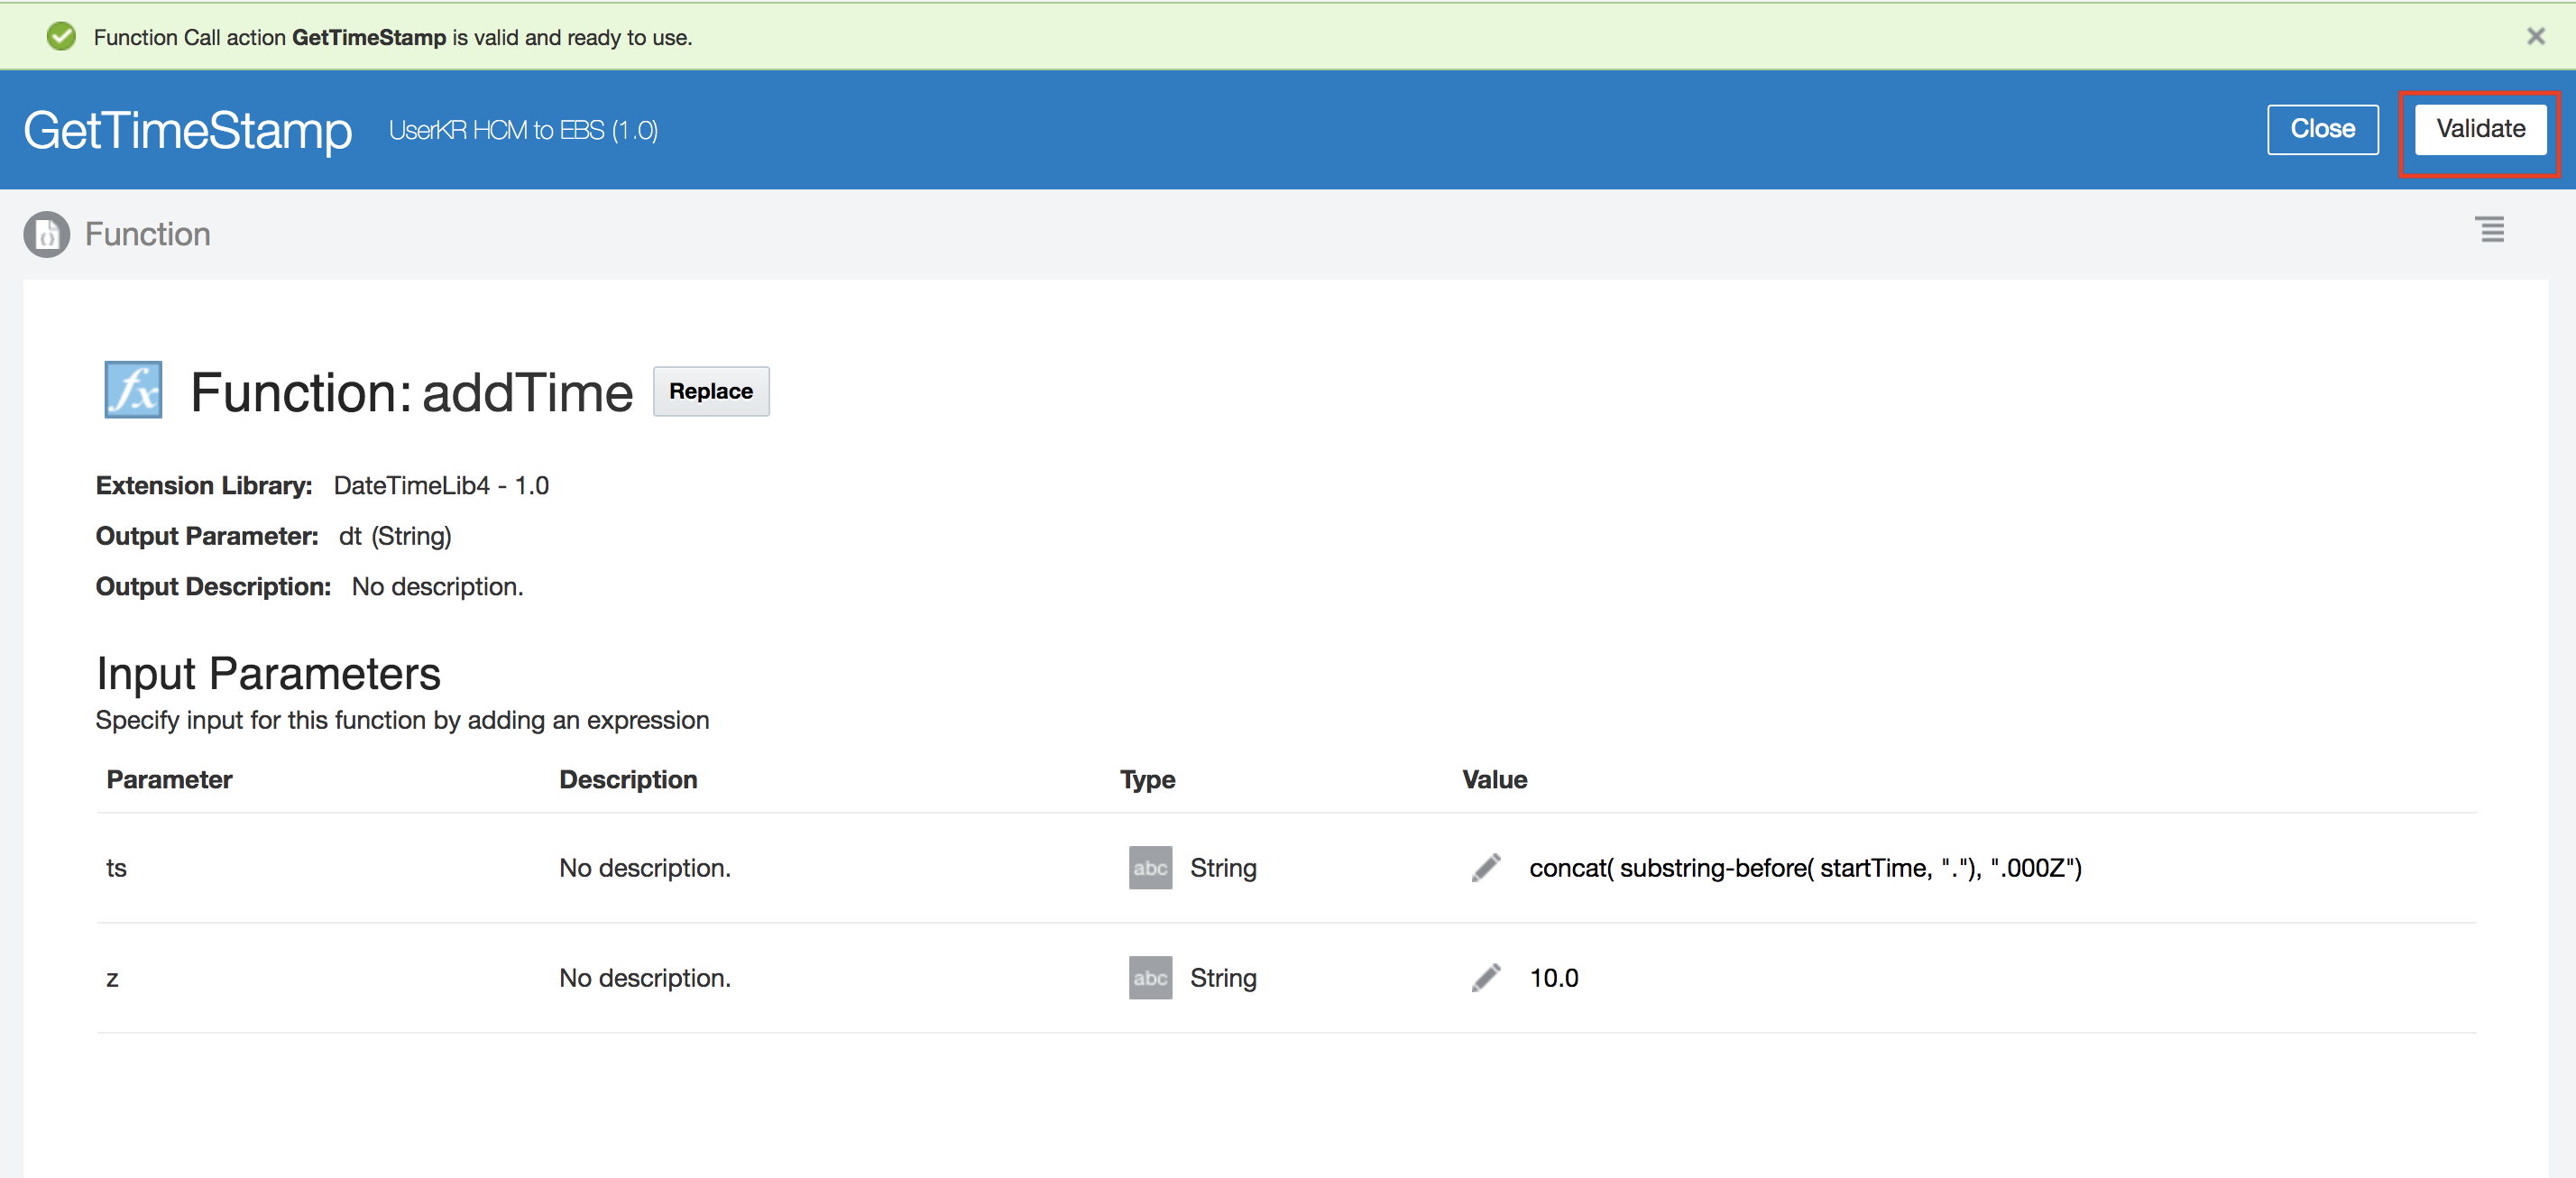 Function Call action GetTimeStamp is valid and ready to use.
GetTimeStamp UserKR HCM to EBS (1.0) Close Validate
Function
fx Function: addTime Replace
Extension Library: DateTimeLib4 - 1.0
Output Parameter: dt (String)
Output Description: No description.
Input Parameters
Specify input for this function by adding an expression
Parameter Description Type Value
ts No description. abc String concat( substring-before( startTime, "."), ".000Z")
z No description. abc String 10.0